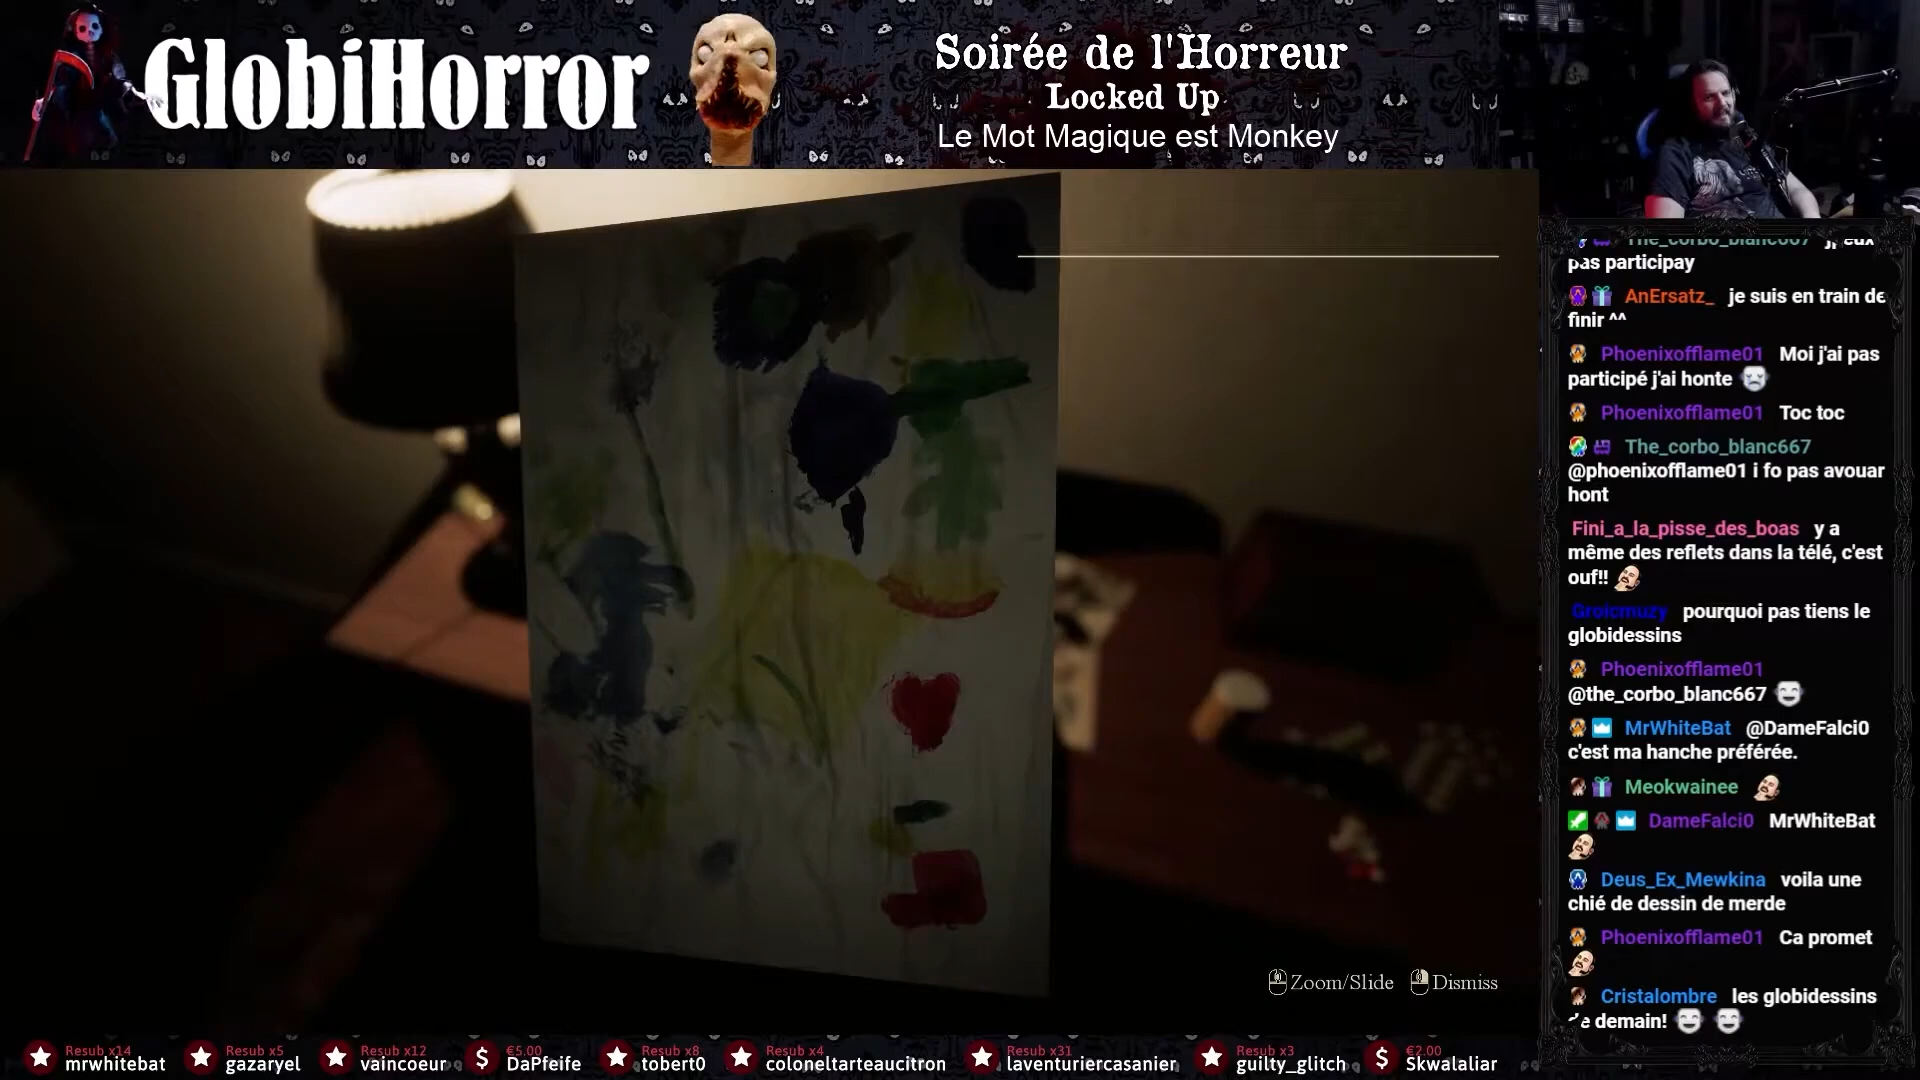 GlobiHorror
Soirée de l'Horreur
Locked Up
Le Mot Magique est Monkey
The_corbo_blanc667 jpeux
pas participay
AnErsatz_ je suis en train de
finir ^^
Phoenixofflame01 Moi j'ai pas
participé j'ai honte
Phoenixofflame01 Toc toc
The_corbo_blanc667
@phoenixofflame01 i fo pas avouar
hont
Fini_a_la_pisse_des_boas y a
même des reflets dans la télé, c'est
ouf!!
Groicmuzy pourquoi pas tiens le
globidessins
Phoenixofflame01
@the_corbo_blanc667
MrWhiteBat @DameFalci0
c'est ma hanche préférée.
Meokwainee
DameFalci0 MrWhiteBat
Deus_Ex_Mewkina voila une
chié de dessin de merde
Phoenixofflame01 Ca promet
Cristalombre les globidessins
de demain!
Zoom/Slide Dismiss
Resub x14 Resub x5 Resub x12 €5.00 Resub x8 Resub x4 Resub x31 Resub x3 €2.00
mrwhitebat gazaryel vaincoeur DaPfeife tobert0 coloneltarteaucitron laventuriercasanier guilty_glitch Skwalaliar